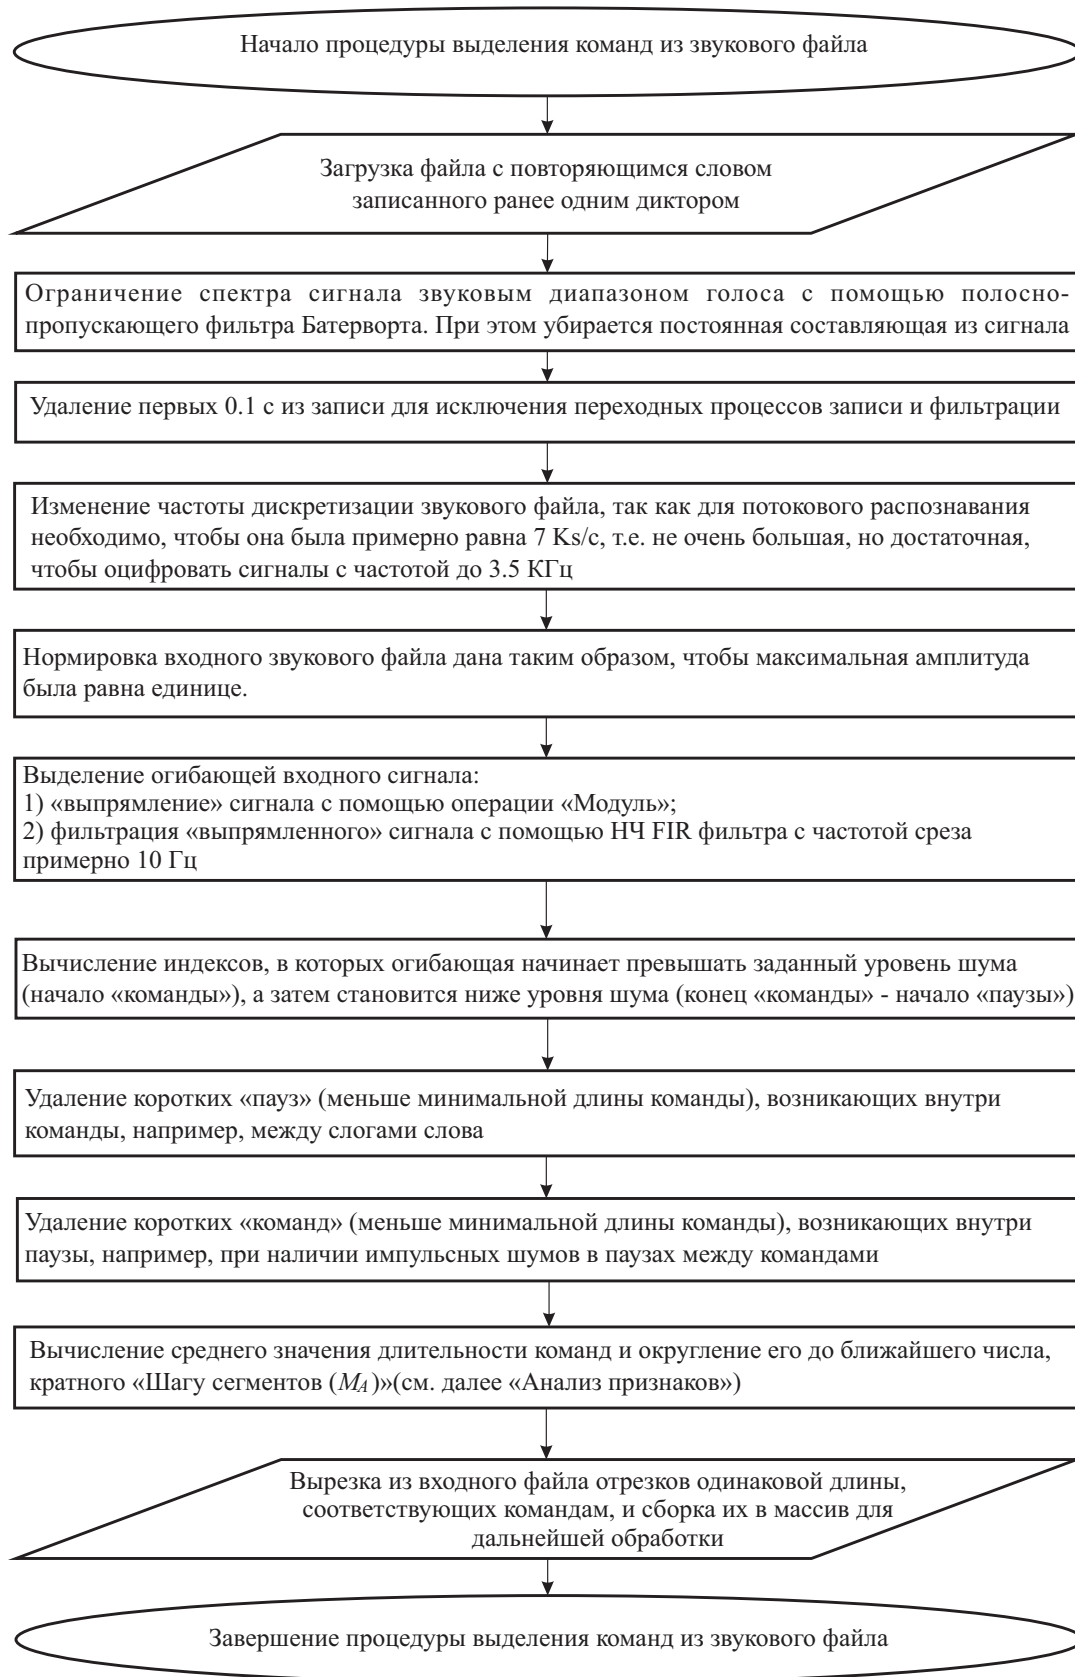 Начало процедуры выделения команд из звукового файла
Загрузка файла с повторяющимся словом
записанного ранее одним диктором
Ограничение спектра сигнала звуковым диапазоном голоса с помощью полосно-
пропускающего фильтра Батерворта. При этом убирается постоянная составляющая из сигнала
Удаление первых 0.1 с из записи для исключения переходных процессов записи и фильтрации
Изменение частоты дискретизации звукового файла, так как для потокового распознавания
необходимо, чтобы она была примерно равна 7 Ks/c, т.е. не очень большая, но достаточная,
чтобы оцифровать сигналы с частотой до 3.5 КГц
Нормировка входного звукового файла дана таким образом, чтобы максимальная амплитуда
была равна единице.
Выделение огибающей входного сигнала:
1) «выпрямление» сигнала с помощью операции «Модуль»;
2) фильтрация «выпрямленного» сигнала с помощью НЧ FIR фильтра с частотой среза
примерно 10 Гц
Вычисление индексов, в которых огибающая начинает превышать заданный уровень шума
(начало «команды»), а затем становится ниже уровня шума (конец «команды» - начало «паузы»)
Удаление коротких «пауз» (меньше минимальной длины команды), возникающих внутри
команды, например, между слогами слова
Удаление коротких «команд» (меньше минимальной длины команды), возникающих внутри
паузы, например, при наличии импульсных шумов в паузах между командами
Вычисление среднего значения длительности команд и округление его до ближайшего числа,
кратного «Шагу сегментов (MA)»(см. далее «Анализ признаков»)
Вырезка из входного файла отрезков одинаковой длины,
соответствующих командам, и сборка их в массив для
дальнейшей обработки
Завершение процедуры выделения команд из звукового файла